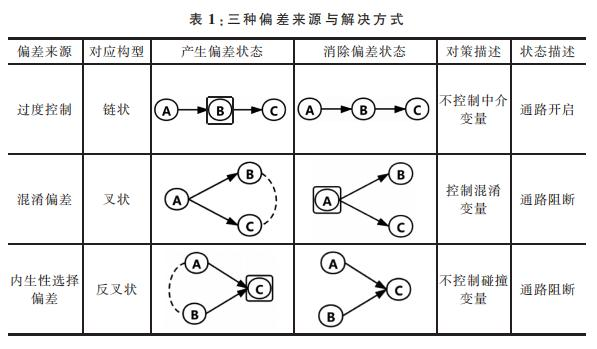 表 1:三种偏差来源与解决方式
偏差来源 对应构型 产生偏差状态 消除偏差状态 对策描述 状态描述
过度控制 链状 A B C A B C 不控制中介变量 通路开启
混淆偏差 叉状 A B C A B C 控制混淆变量 通路阻断
内生性选择偏差 反叉状 A B C A B C 不控制碰撞变量 通路阻断